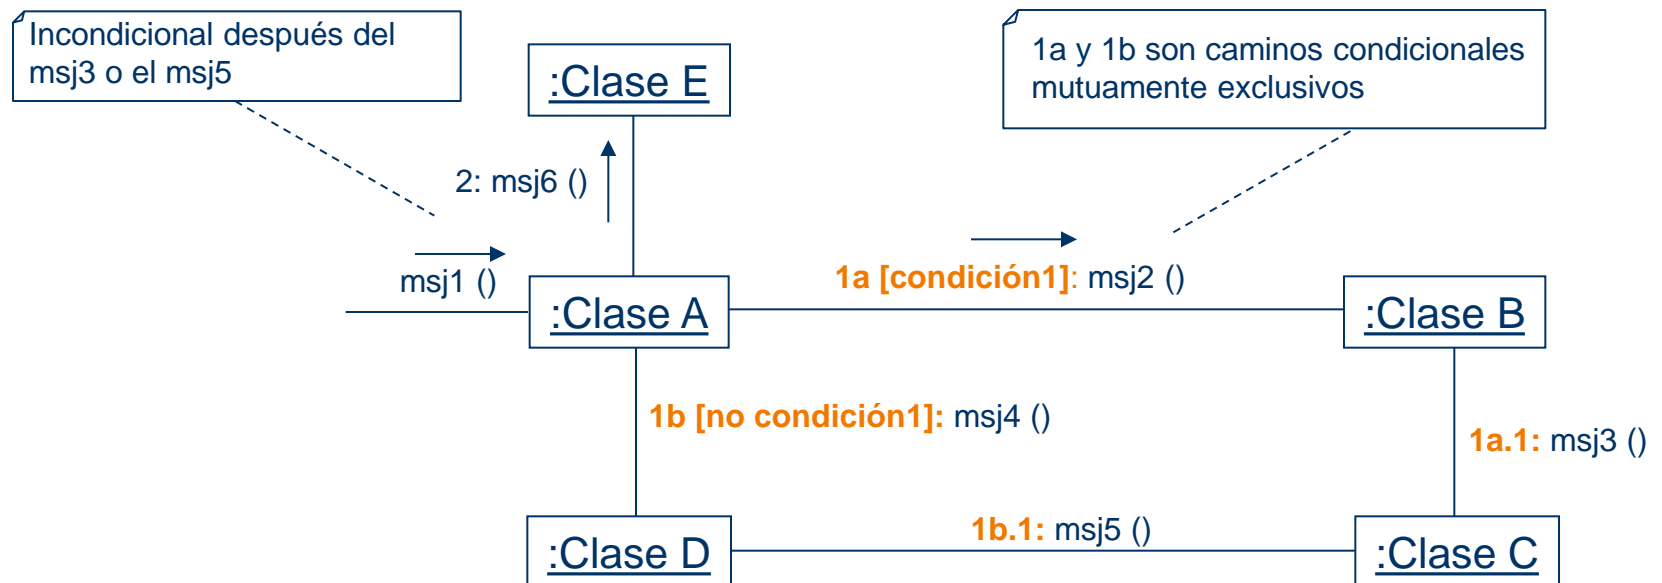 Incondicional después del
msj3 o el msj5
:Clase E
1a y 1b son caminos condicionales
mutuamente exclusivos
2: msj6 ()
msj1 ()
1a [condición1]: msj2 ()
:Clase A
:Clase B
1b [no condición1]: msj4 ()
1a.1: msj3 ()
1b.1: msj5 ()
:Clase D
:Clase C